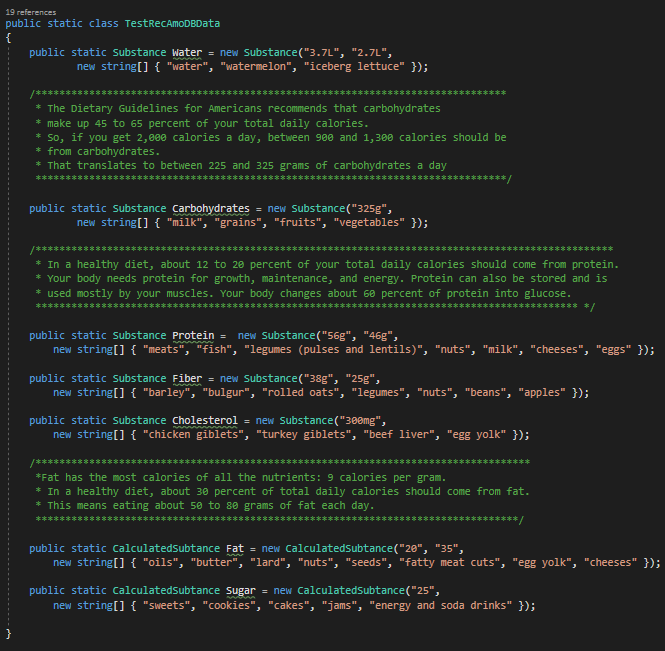 19 references
public static class TestRecAmoDBData
{
public static Substance Water = new Substance("3.7L", "2.7L",
new string[] { "water", "watermelon", "iceberg lettuce" });
/*******************************************************************************
* The Dietary Guidelines for Americans recommends that carbohydrates
* make up 45 to 65 percent of your total daily calories.
* So, if you get 2,000 calories a day, between 900 and 1,300 calories should be
* from carbohydrates.
* That translates to between 225 and 325 grams of carbohydrates a day
*******************************************************************************/
public static Substance Carbohydrates = new Substance("325g",
new string[] { "milk", "grains", "fruits", "vegetables" });
/*************************************************************************************************
* In a healthy diet, about 12 to 20 percent of your total daily calories should come from protein.
* Your body needs protein for growth, maintenance, and energy. Protein can also be stored and is
* used mostly by your muscles. Your body changes about 60 percent of protein into glucose.
******************************************************************************************* */
public static Substance Protein =  new Substance("56g", "46g",
new string[] { "meats", "fish", "legumes (pulses and lentils)", "nuts", "milk", "cheeses", "eggs" });
public static Substance Fiber = new Substance("38g", "25g",
new string[] { "barley", "bulgur", "rolled oats", "legumes", "nuts", "beans", "apples" });
public static Substance Cholesterol = new Substance("300mg",
new string[] { "chicken giblets", "turkey giblets", "beef liver", "egg yolk" });
/***********************************************************************************
*Fat has the most calories of all the nutrients: 9 calories per gram.
* In a healthy diet, about 30 percent of total daily calories should come from fat.
* This means eating about 50 to 80 grams of fat each day.
*********************************************************************************/
public static CalculatedSubtance Fat = new CalculatedSubtance("20", "35",
new string[] { "oils", "butter", "lard", "nuts", "seeds", "fatty meat cuts", "egg yolk", "cheeses" });
public static CalculatedSubtance Sugar = new CalculatedSubtance("25",
new string[] { "sweets", "cookies", "cakes", "jams", "energy and soda drinks" });
}